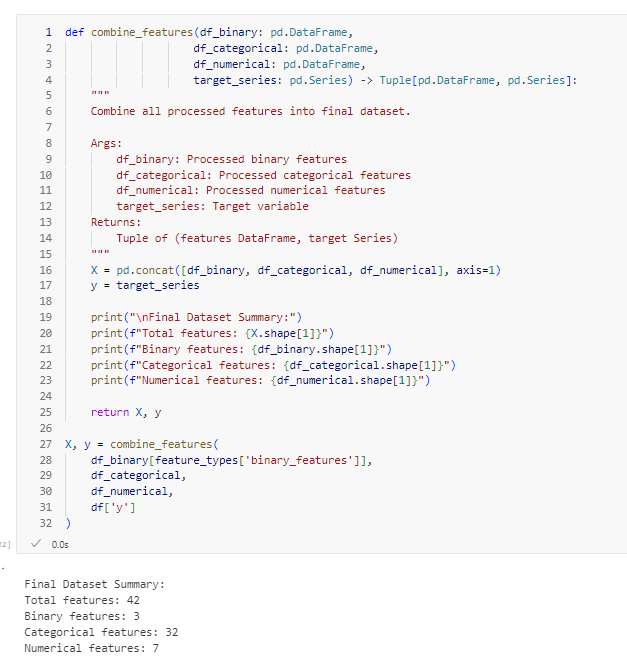 1 def combine_features(df_binary: pd.DataFrame,
2 df_categorical: pd.DataFrame,
3 df_numerical: pd.DataFrame,
4 target_series: pd.Series) -> Tuple[pd.DataFrame, pd.Series]:
5 """
6 Combine all processed features into final dataset.
7
8 Args:
9 df_binary: Processed binary features
10 df_categorical: Processed categorical features
11 df_numerical: Processed numerical features
12 target_series: Target variable
13 Returns:
14 Tuple of (features DataFrame, target Series)
15 """
16 X = pd.concat([df_binary, df_categorical, df_numerical], axis=1)
17 y = target_series
18
19 print("\nFinal Dataset Summary:")
20 print(f"Total features: {X.shape[1]}")
21 print(f"Binary features: {df_binary.shape[1]}")
22 print(f"Categorical features: {df_categorical.shape[1]}")
23 print(f"Numerical features: {df_numerical.shape[1]}")
24
25 return X, y
26
27 X, y = combine_features(
28 df_binary[feature_types['binary_features']],
29 df_categorical,
30 df_numerical,
31 df['y']
32 )
✓ 0.0s
Final Dataset Summary:
Total features: 42
Binary features: 3
Categorical features: 32
Numerical features: 7